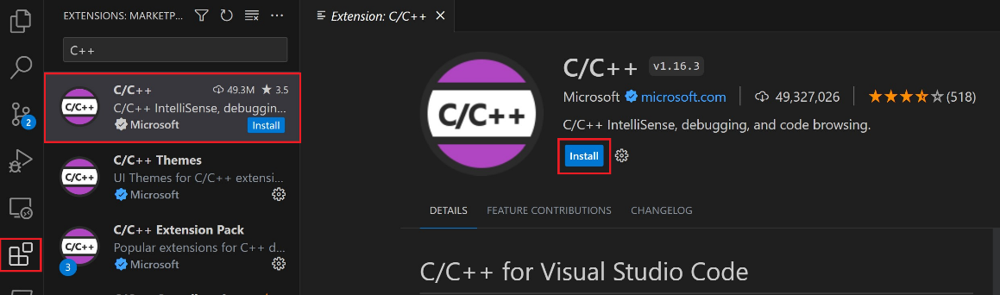 EXTENSIONS: MARKETP...
C++
C/C++ 49.3M 3.5
C/C++ IntelliSense, debuggin...
Microsoft Install
C/C++
C/C++ Themes
UI Themes for C/C++ extensi...
Microsoft
C/C++
C/C++ Extension Pack
Popular extensions for C++ d...
Microsoft
C/C++
3
2
Extension: C/C++
C/C++
C/C++ v1.16.3
Microsoft microsoft.com 49,327,026 (518)
C/C++ IntelliSense, debugging, and code browsing.
Install
DETAILS FEATURE CONTRIBUTIONS CHANGELOG
C/C++ for Visual Studio Code